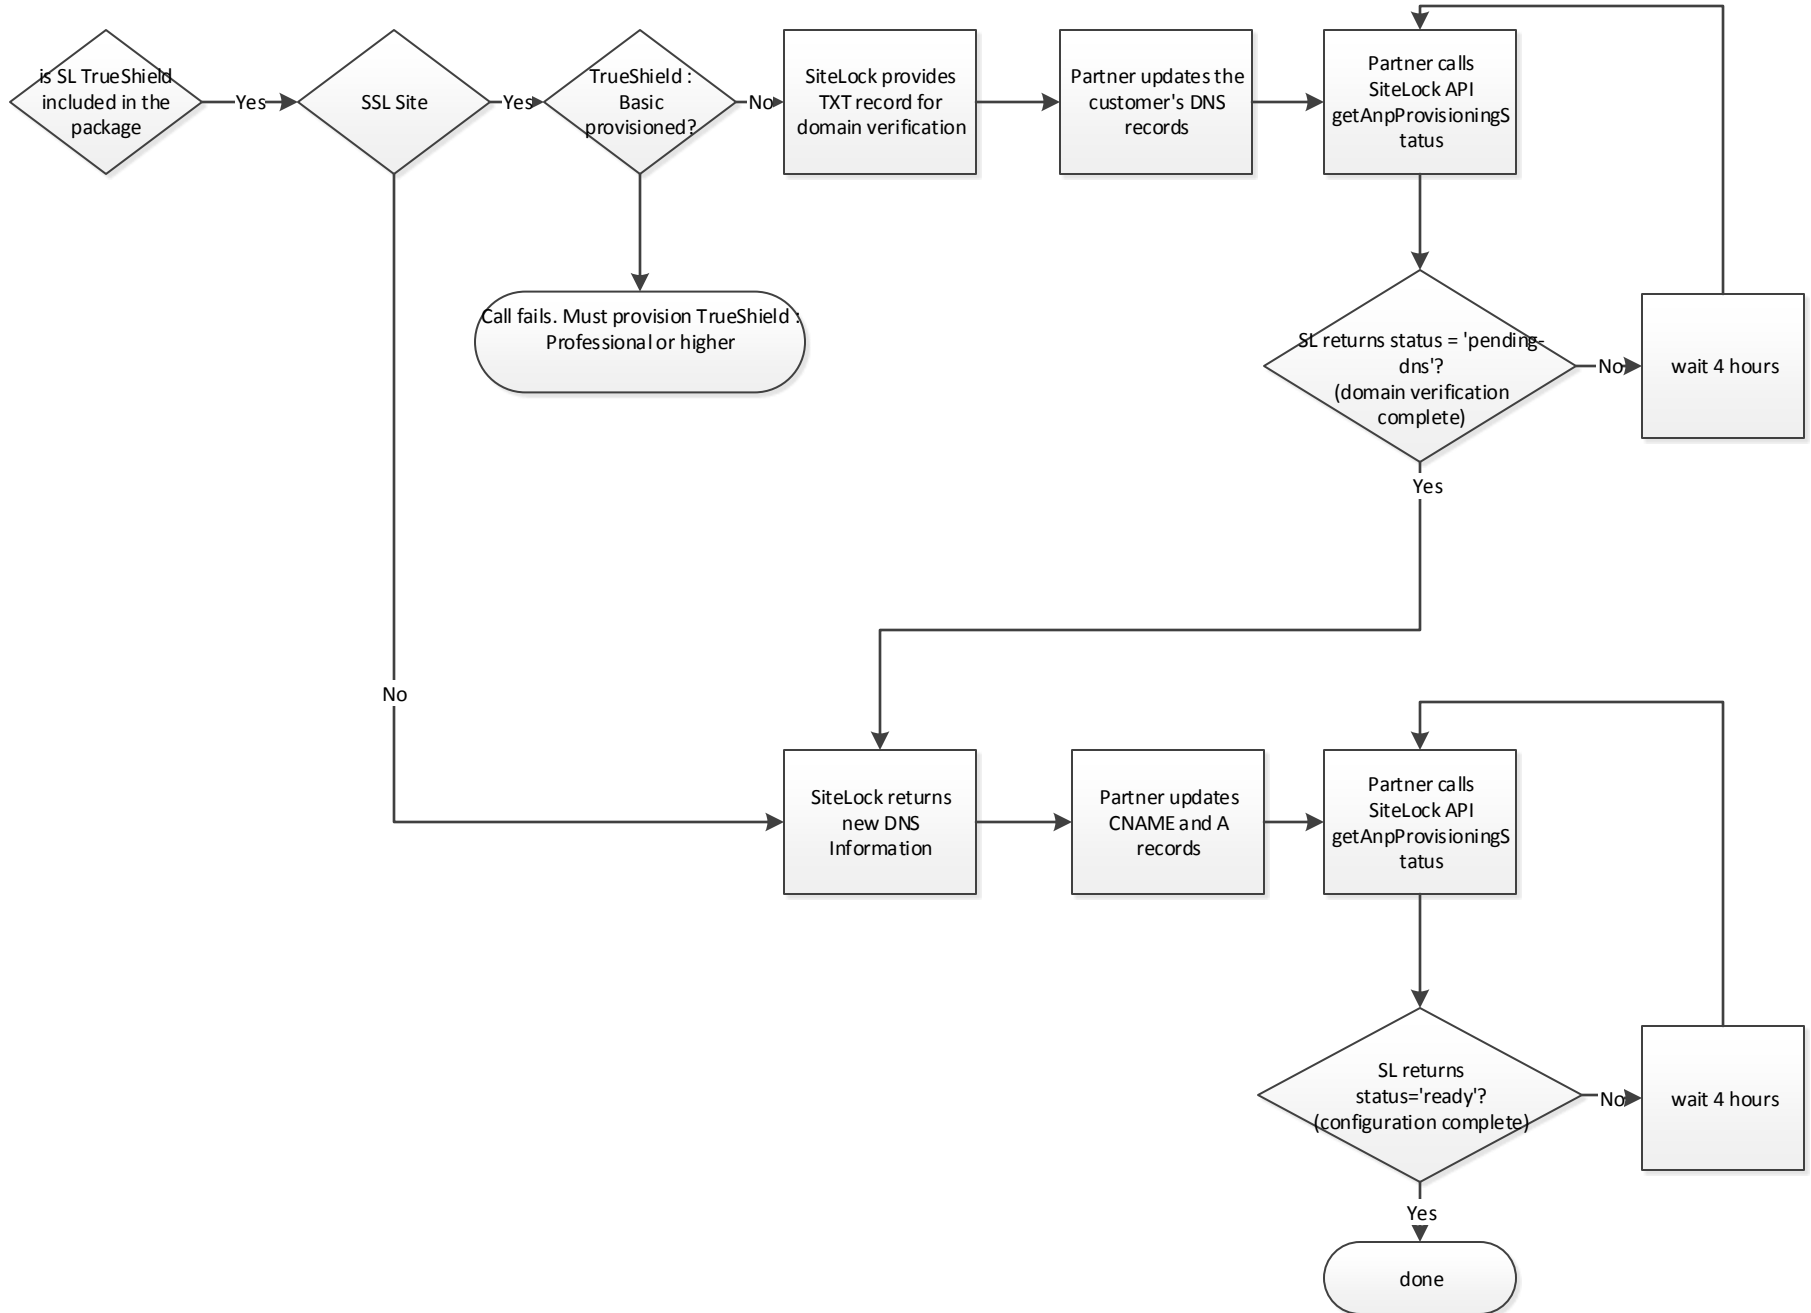 is SL TrueShield
included in the
package
Yes
SSL Site
Yes
TrueShield :
Basic
provisioned?
No
SiteLock provides
TXT record for
domain verification
Partner updates the
customer's DNS
records
Partner calls
SiteLock API
getAnpProvisioningS
tatus
Call fails. Must provision TrueShield :
Professional or higher
SL returns status = 'pending-
dns'?
(domain verification
complete)
No
wait 4 hours
Yes
No
SiteLock returns
new DNS
Information
Partner updates
CNAME and A
records
Partner calls
SiteLock API
getAnpProvisioningS
tatus
SL returns
status='ready'?
(configuration complete)
No
wait 4 hours
Yes
done